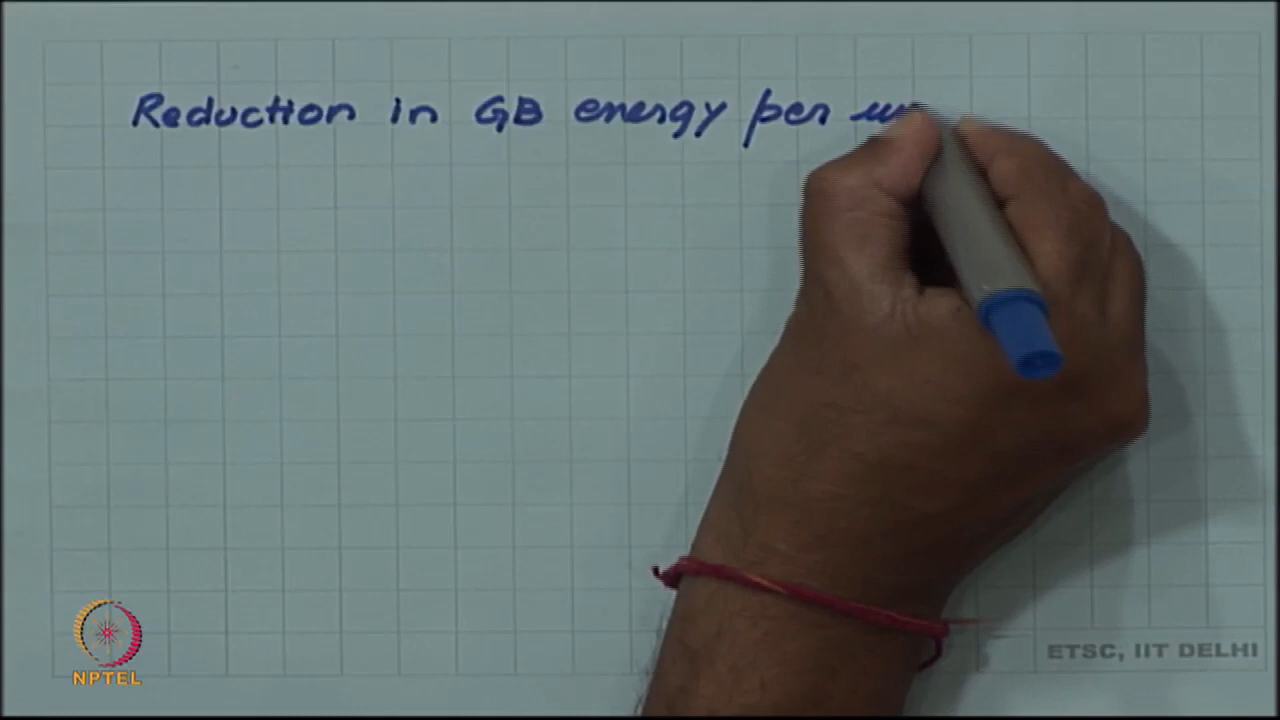 Reduction in GB energy per
NPTEL
ETSC, IIT DELHI